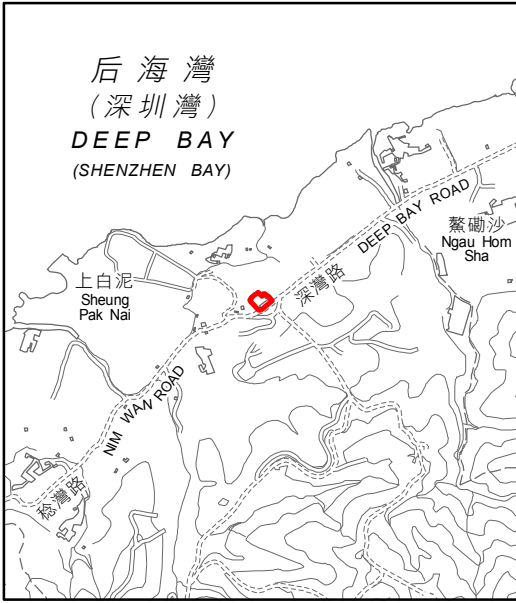 后海灣
(深圳灣)
DEEP BAY
(SHENZHEN BAY)
DEEP BAY ROAD
深灣路
鰲磡沙
Ngau Hom
Sha
上白泥
Sheung
Pak Nai
NIM WAN ROAD
稔灣路